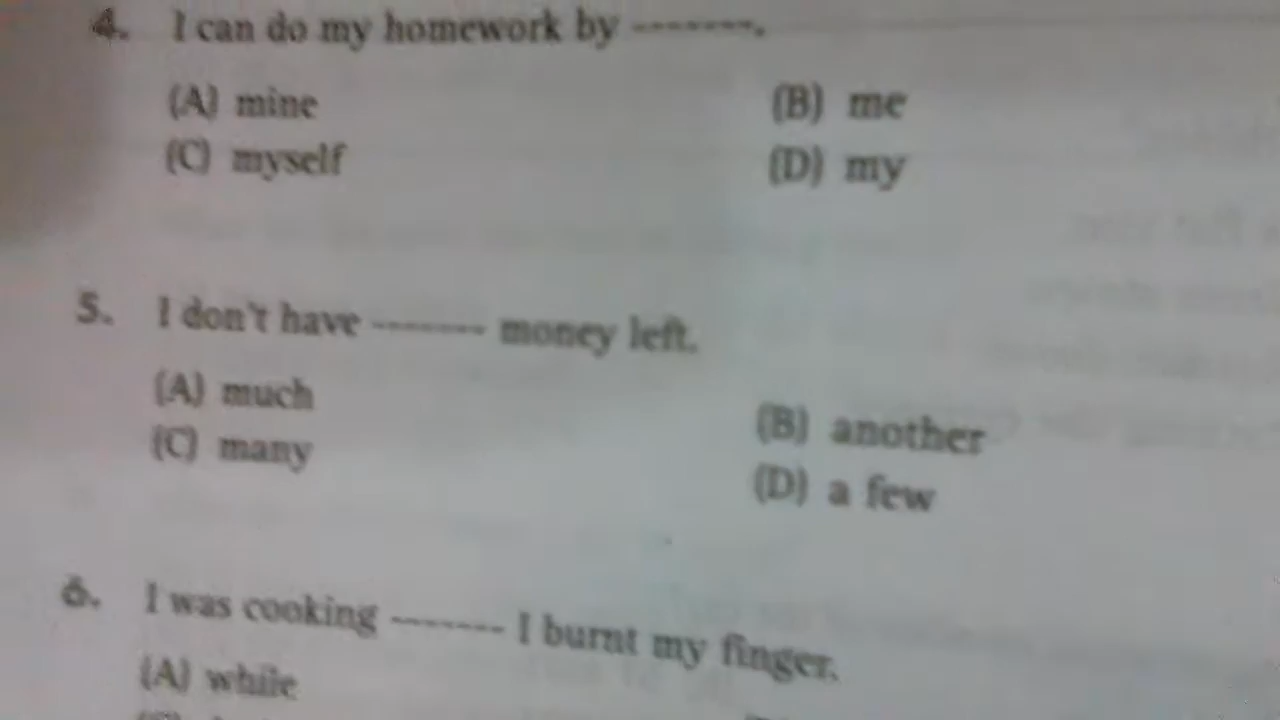 4. I can do my homework by -------.
(A) mine (B) me
(C) myself (D) my
5. I don't have ------- money left.
(A) much (B) another
(C) many (D) a few
6. I was cooking ------- I burnt my finger.
(A) while